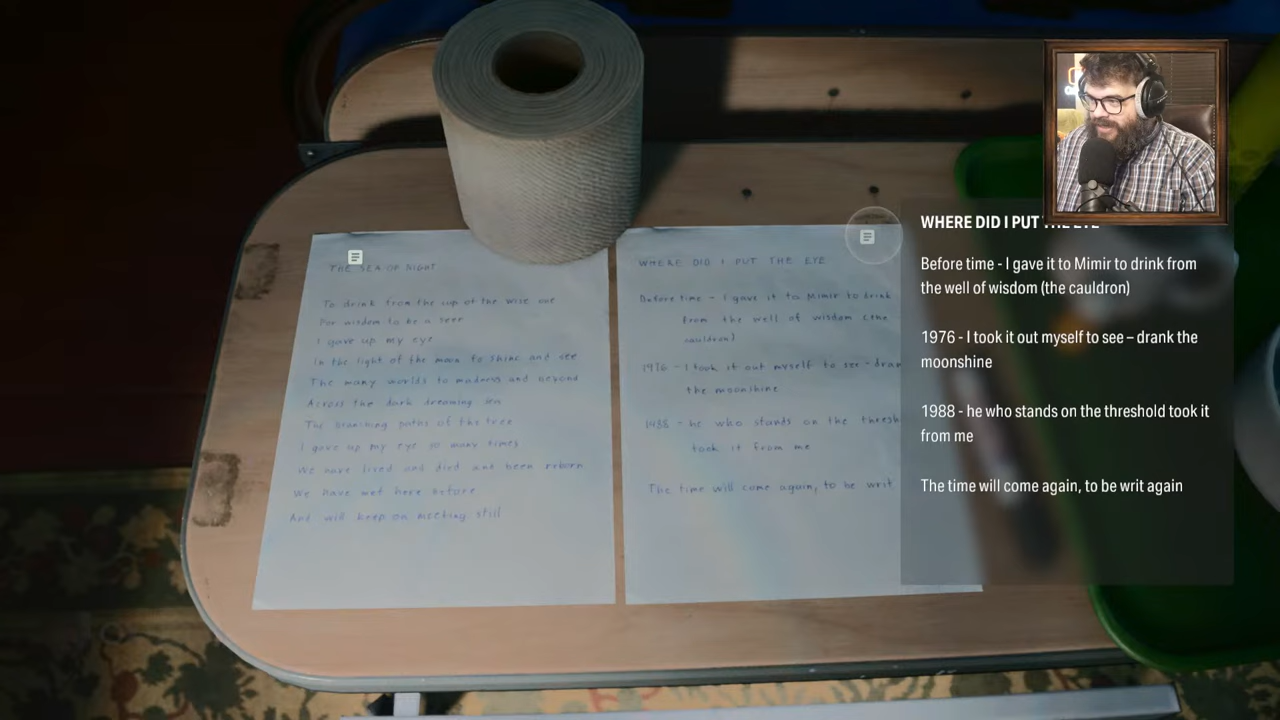 THE SEA OF NIGHT
To drink from the cup of the wise one
For wisdom to be a seer
I gave up my eye
In the light of the moon to shine and see
The many worlds to madness and beyond
Across the dark dreaming sea
The branching paths of the tree
I gave up my eye so many times
We have lived and died and been reborn
We have met here before
And will keep on meeting still
WHERE DID I PUT THE EYE
Before time - I gave it to Mimir to drink
from the well of wisdom (the
cauldron)
1976 - I took it out myself to see - dran
the moonshine
1988 - he who stands on the thresh
took it from me
The time will come again, to be writ
WHERE DID I PUT THE EYE
Before time - I gave it to Mimir to drink from
the well of wisdom (the cauldron)
1976 - I took it out myself to see – drank the
moonshine
1988 - he who stands on the threshold took it
from me
The time will come again, to be writ again